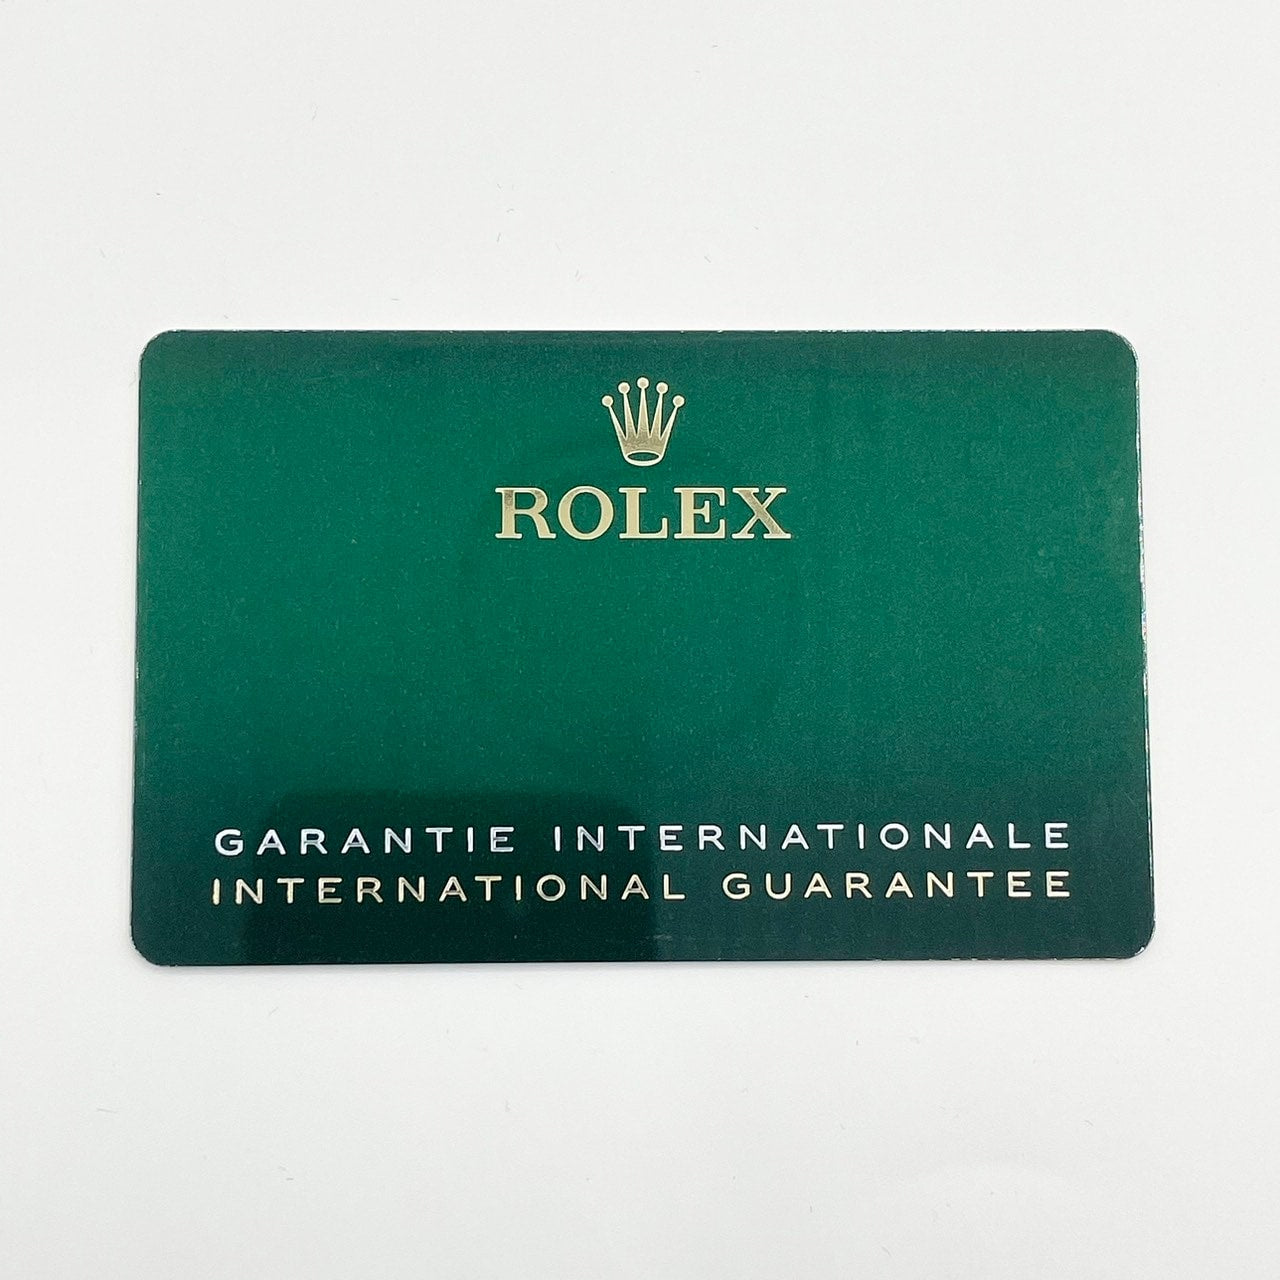 ROLEX
GARANTIE INTERNATIONALE
INTERNATIONAL GUARANTEE